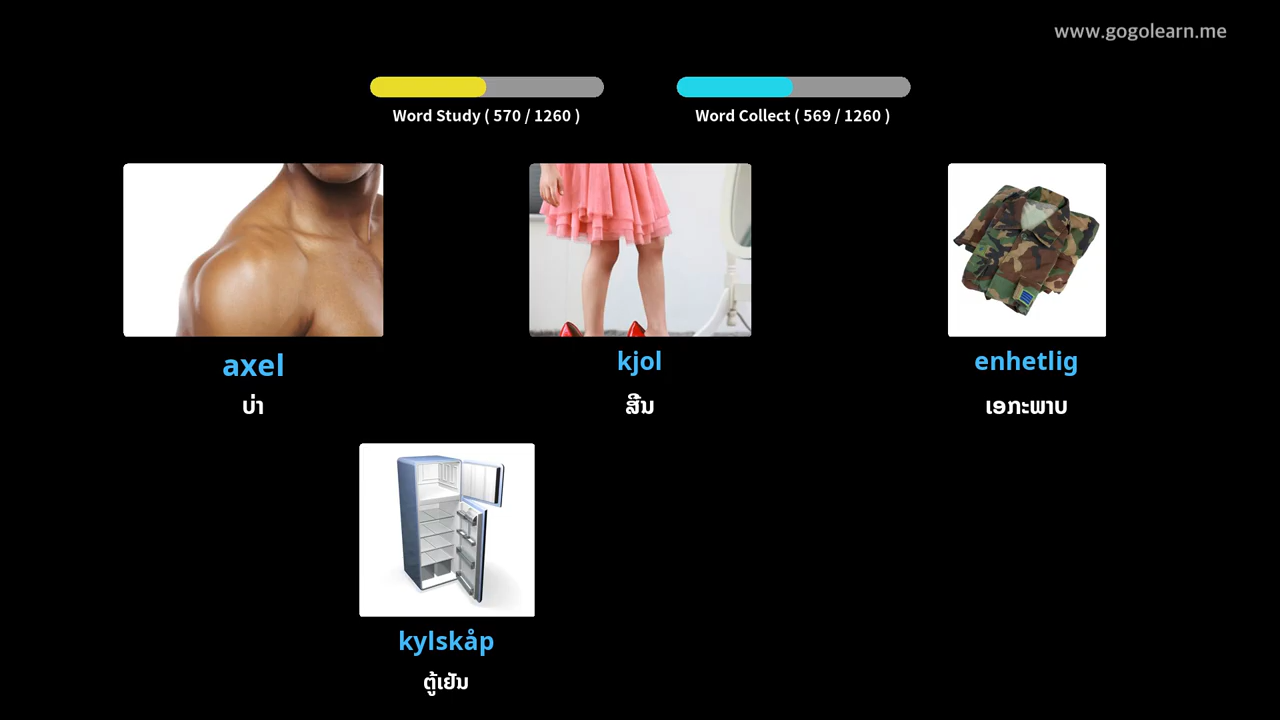 www.gogolearn.me
Word Study ( 570 / 1260 )
Word Collect ( 569 / 1260 )
axel
kjol
enhetlig
ບ່າ
ສິ້ນ
ເອກະພາບ
kylskåp
ຕູ້ເຢັນ